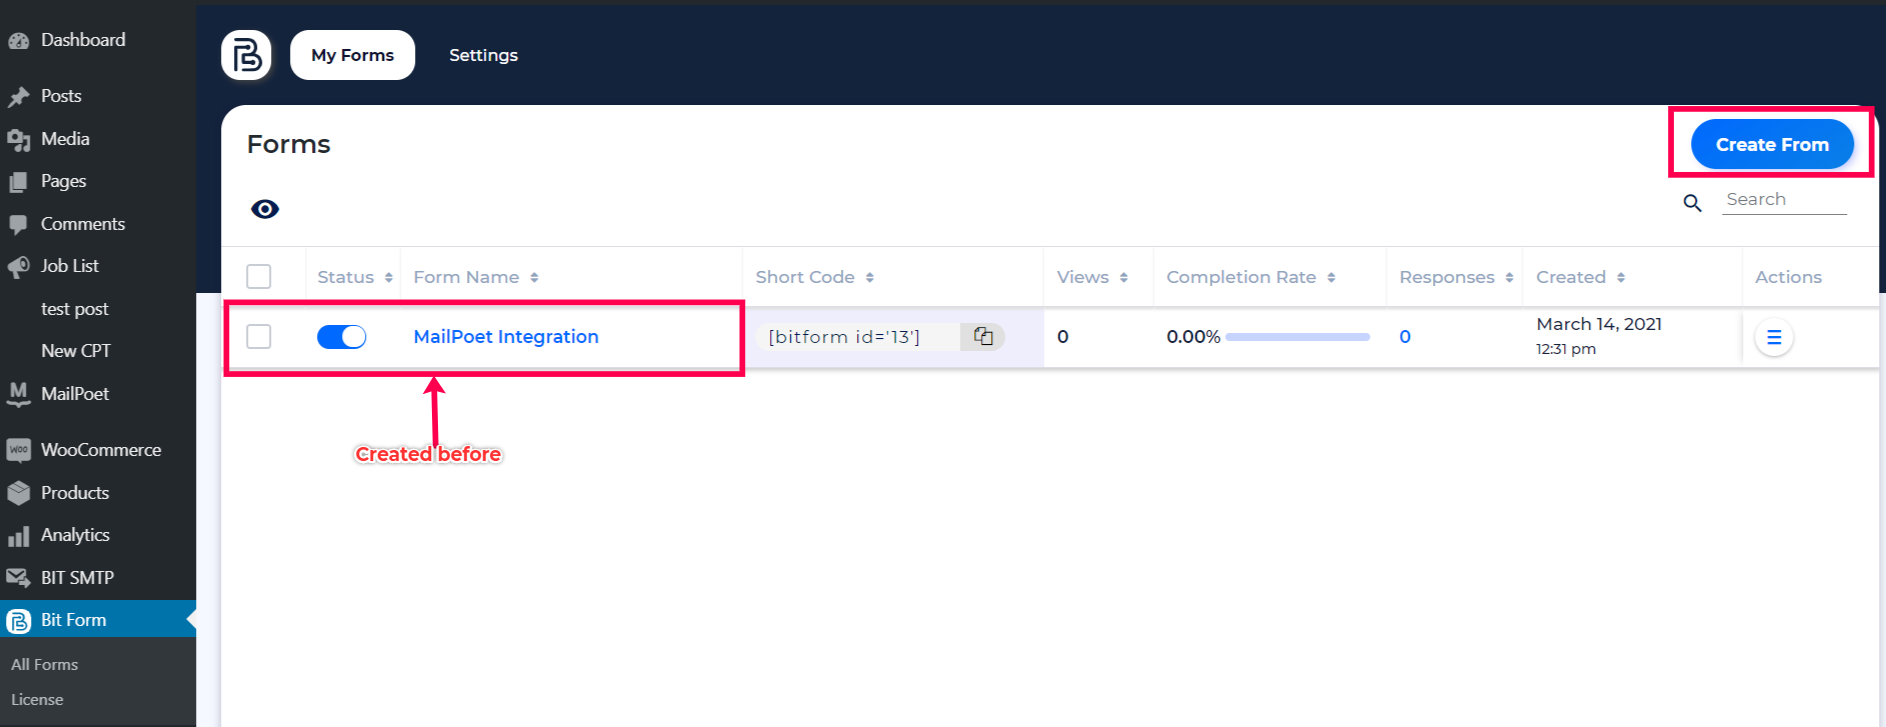 Dashboard
Posts
Media
Pages
Comments
Job List
test post
New CPT
MailPoet
WooCommerce
Products
Analytics
BIT SMTP
Bit Form
All Forms
License
My Forms
Settings
Forms
Create From
Search
Status
Form Name
Short Code
Views
Completion Rate
Responses
Created
Actions
MailPoet Integration
[bitform id='13']
0
0.00%
0
March 14, 2021
12:31 pm
Created before